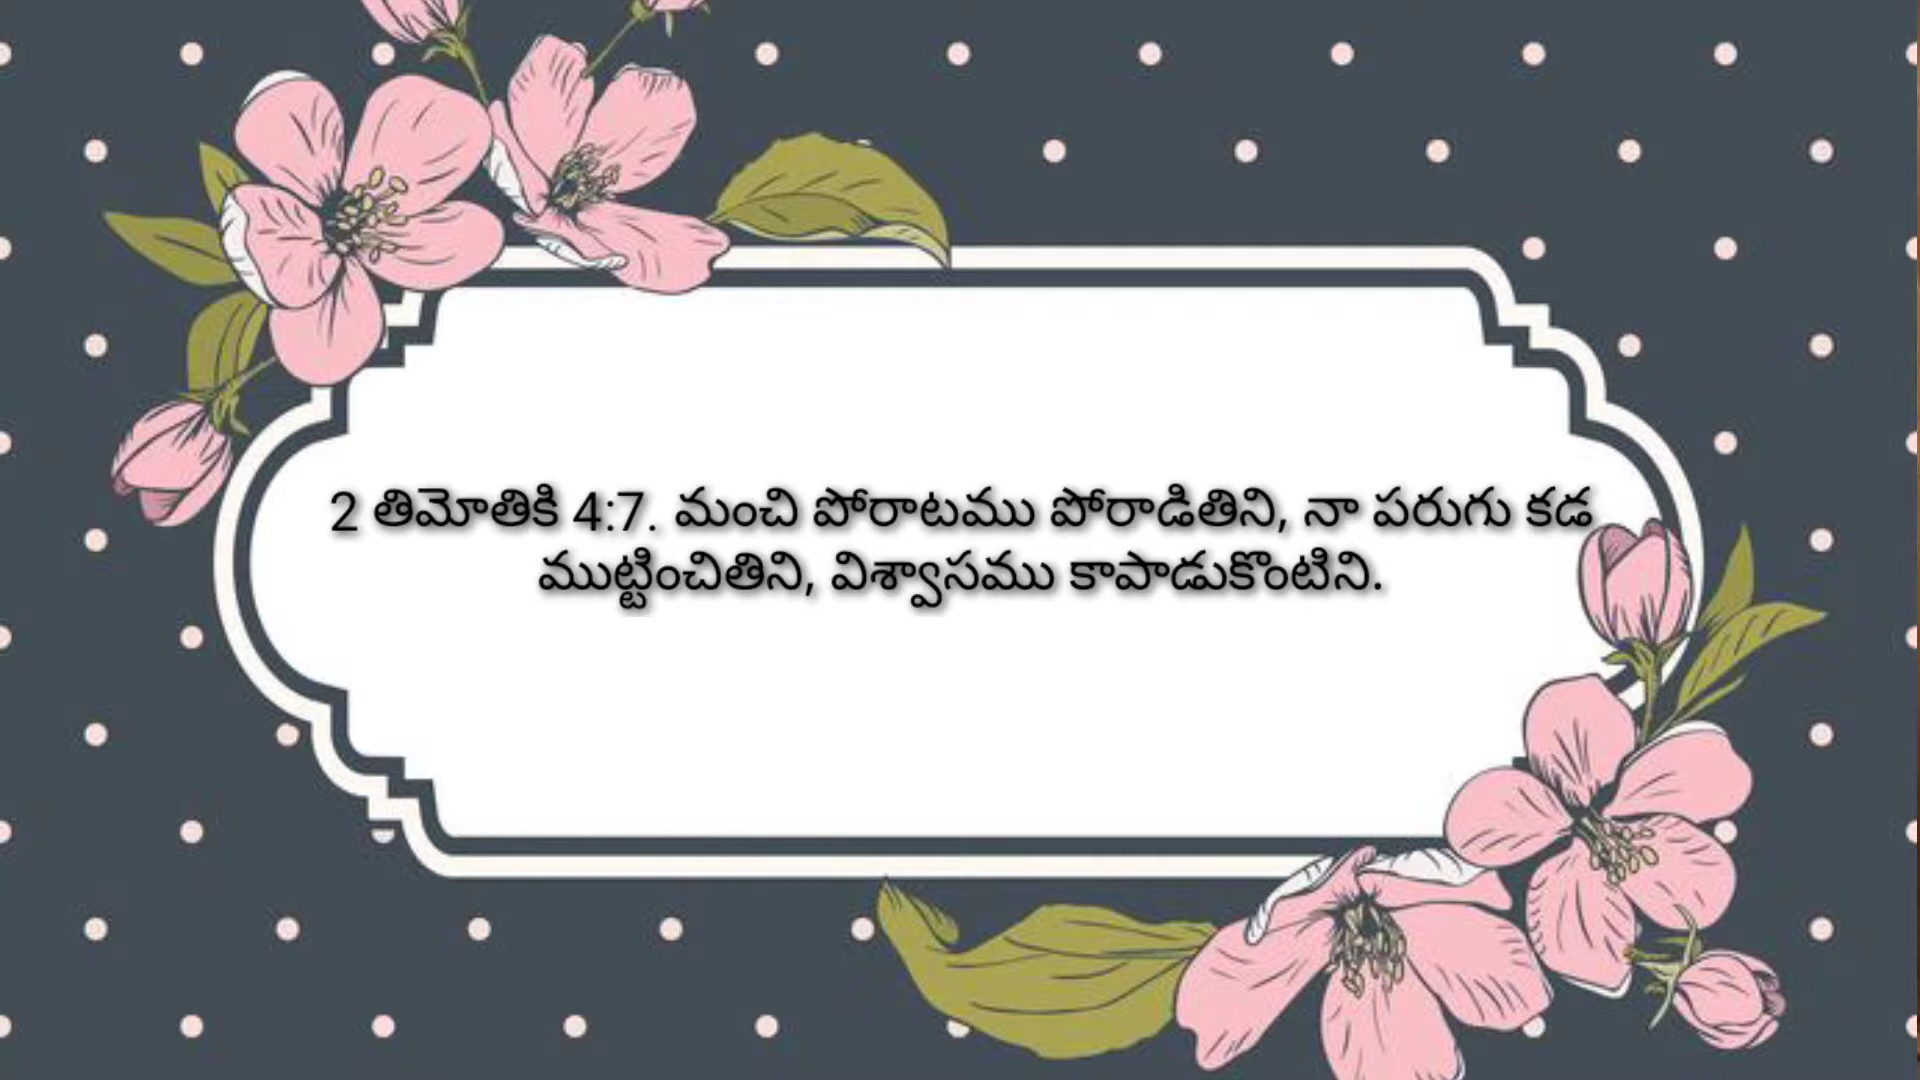 2 తిమోతికి 4:7. మంచి పోరాటము పోరాడితిని, నా పరుగు కడ
ముట్టించితిని, విశ్వాసము కాపాడుకొంటిని.